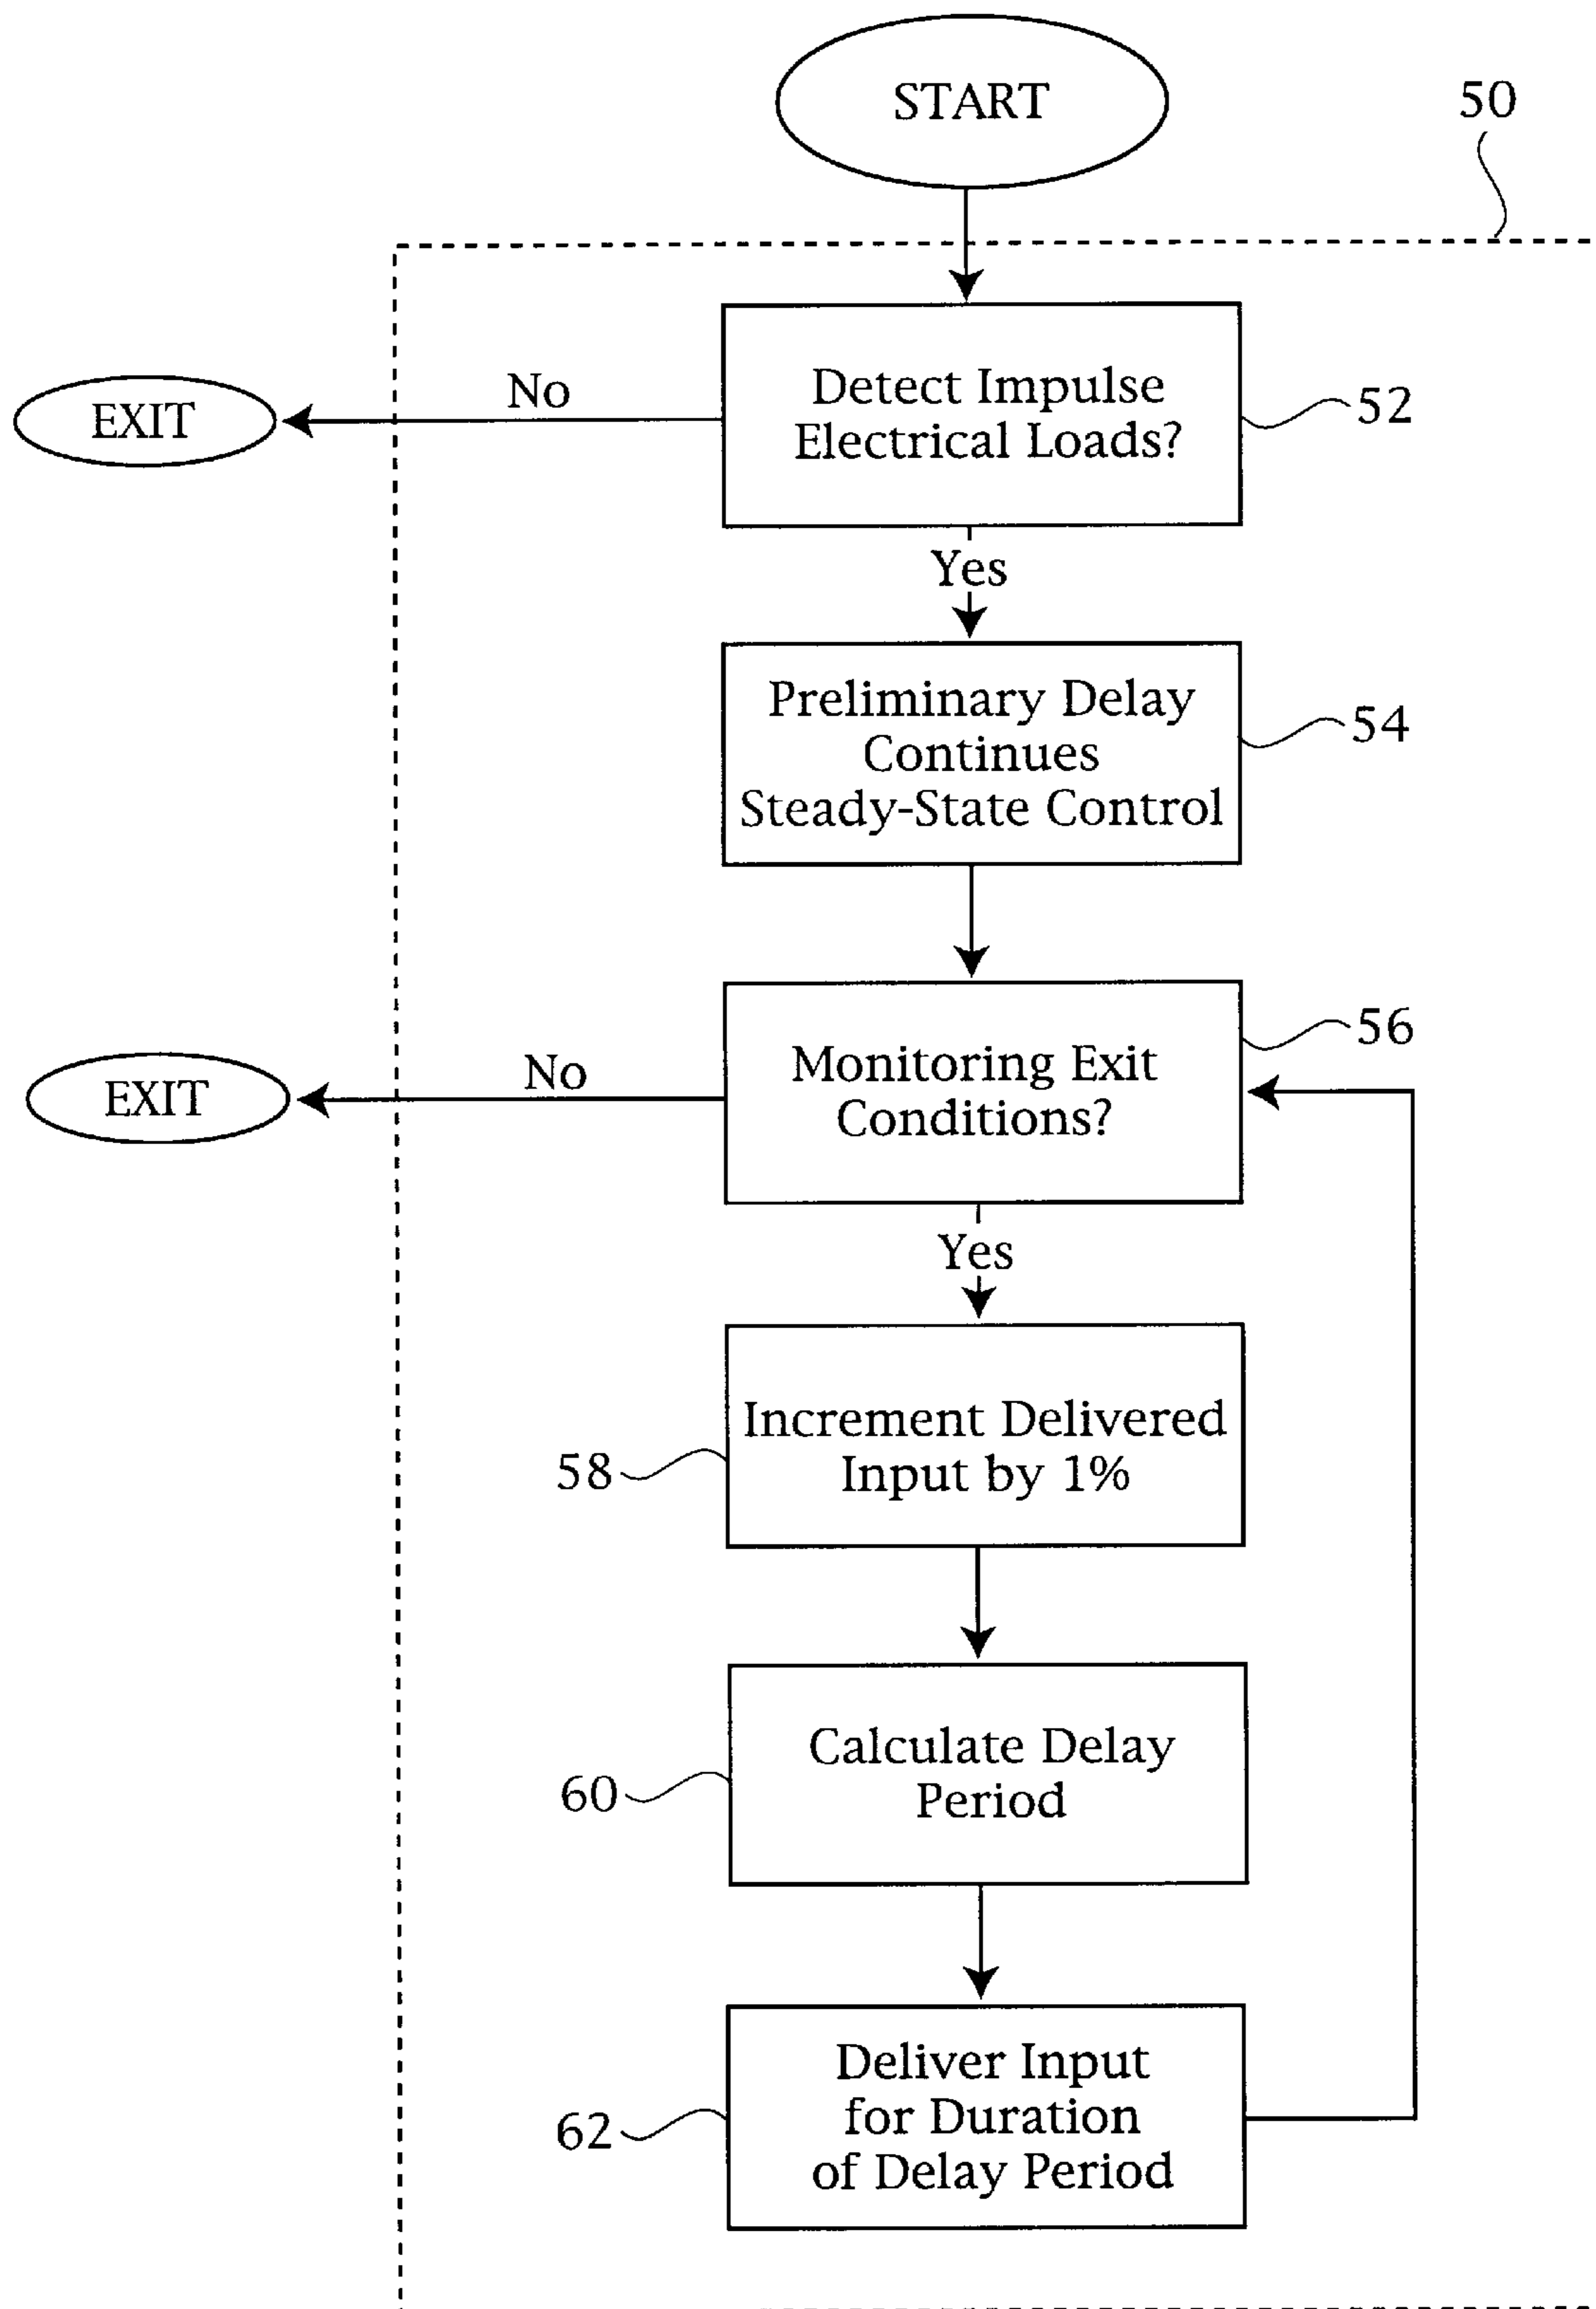 START
50
Detect Impulse
Electrical Loads?
52
No
EXIT
Yes
Preliminary Delay
Continues
Steady-State Control
54
Monitoring Exit
Conditions?
56
No
EXIT
Yes
Increment Delivered
Input by 1%
58
Calculate Delay
Period
60
Deliver Input
for Duration
of Delay Period
62